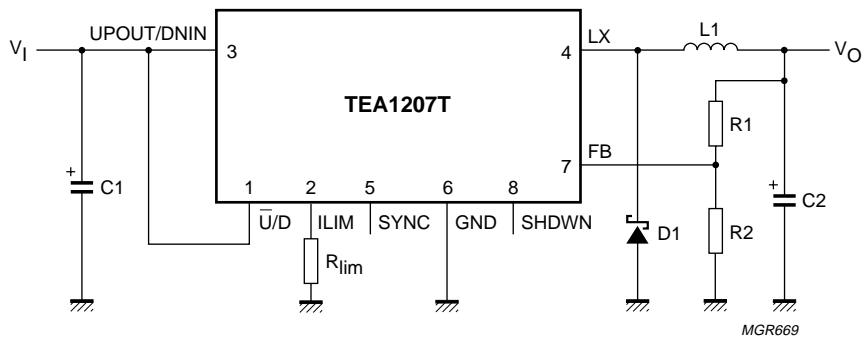 UPOUT/DNIN
LX
L1
V_I
3
4
V_O
TEA1207T
R1
FB
7
C1
+
1
2
5
6
8
+
C2
U̅/D
ILIM
SYNC
GND
SHDWN
D1
R2
R_lim
MGR669